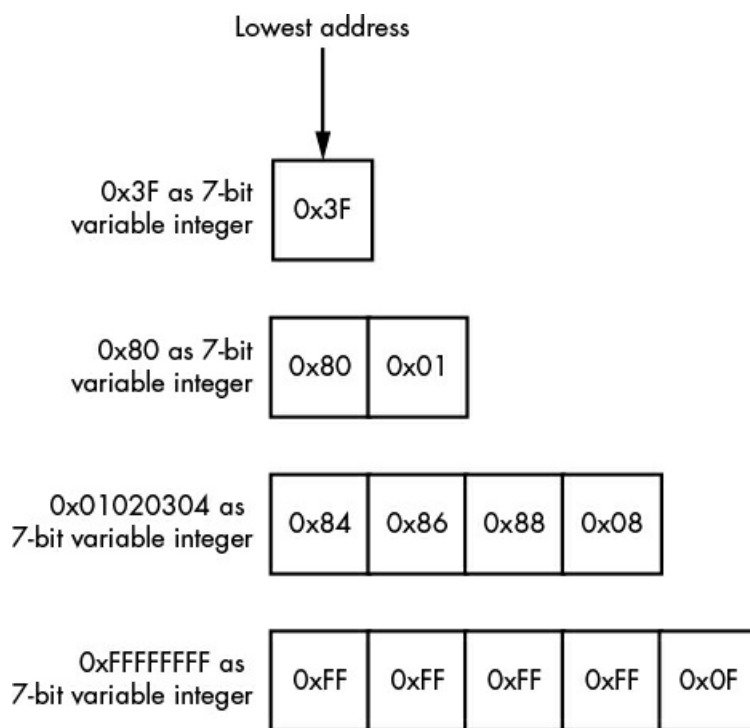 Lowest address
0x3F as 7-bit
variable integer
0x3F
0x80 as 7-bit
variable integer
0x80 0x01
0x01020304 as
7-bit variable integer
0x84 0x86 0x88 0x08
0xFFFFFFFF as
7-bit variable integer
0xFF 0xFF 0xFF 0xFF 0x0F